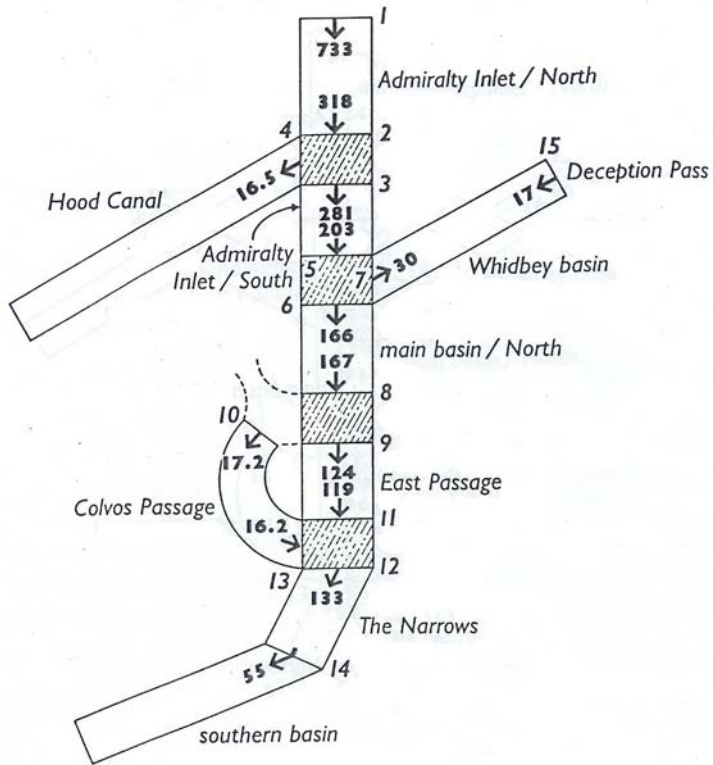 1
733
Admiralty Inlet / North
318
4
2
15
16.5
3
17
Deception Pass
Hood Canal
281
203
Admiralty
Inlet / South
5
7
30
Whidbey basin
6
166
main basin / North
167
8
10
9
17.2
124
East Passage
119
Colvos Passage
16.2
11
13
12
133
The Narrows
55
14
southern basin